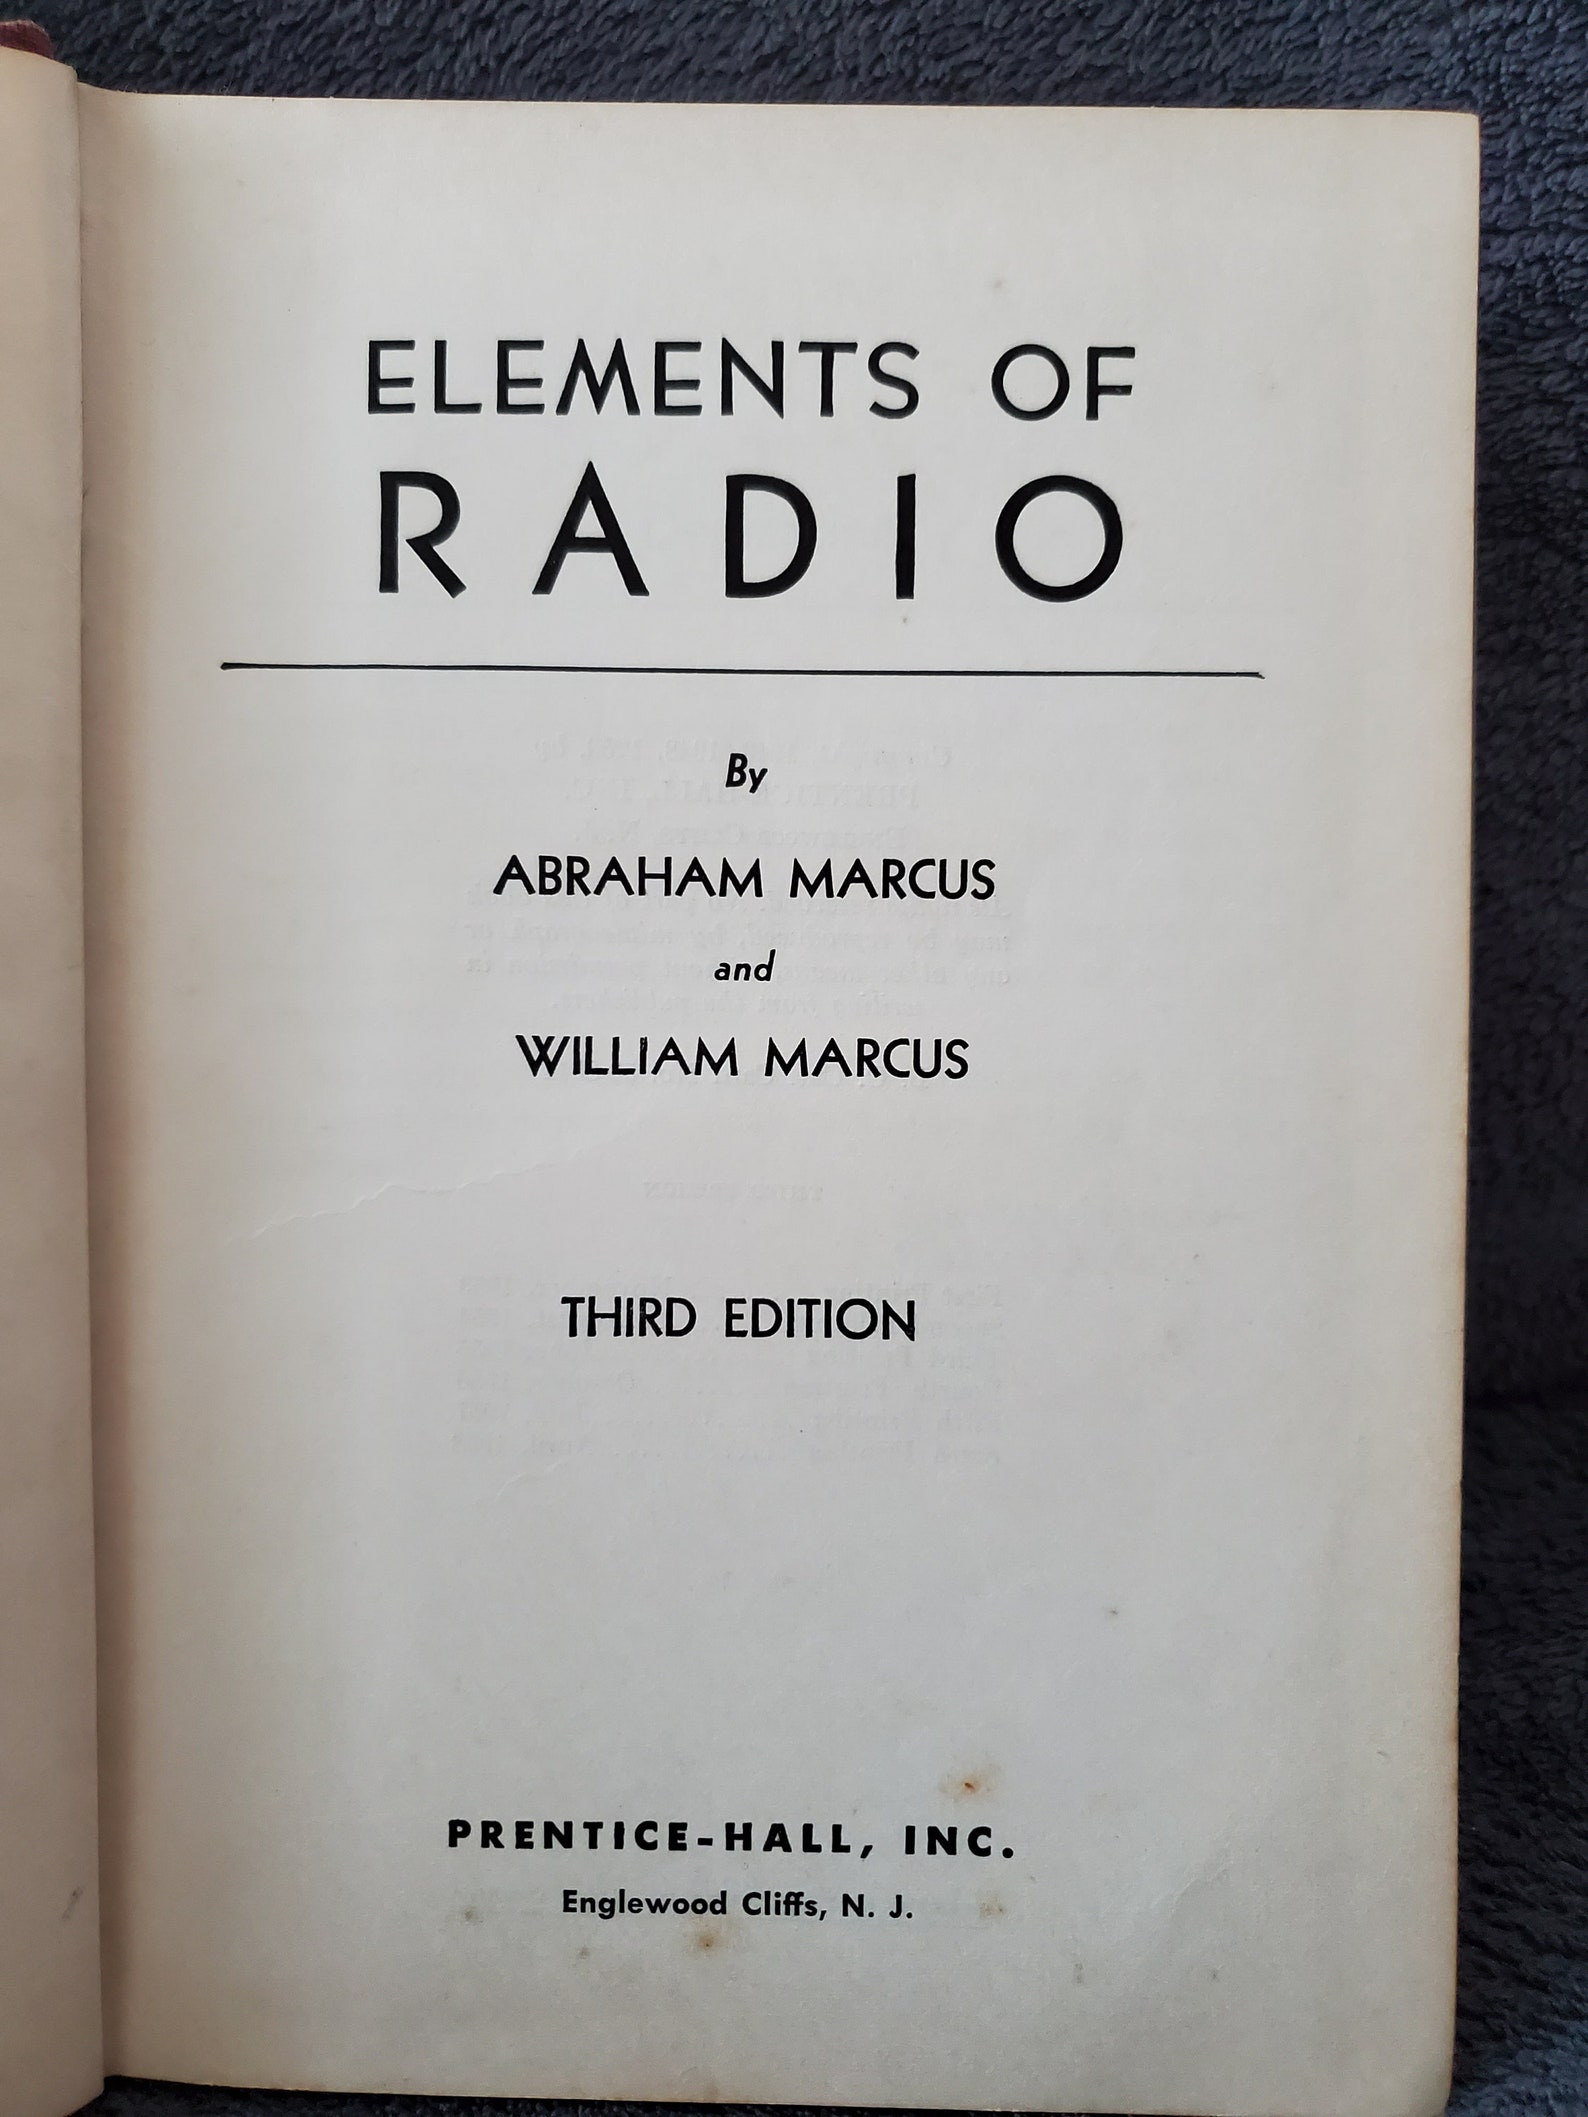 ELEMENTS OF
RADIO
By
ABRAHAM MARCUS
and
WILLIAM MARCUS
THIRD EDITION
PRENTICE-HALL, INC.
Englewood Cliffs, N. J.